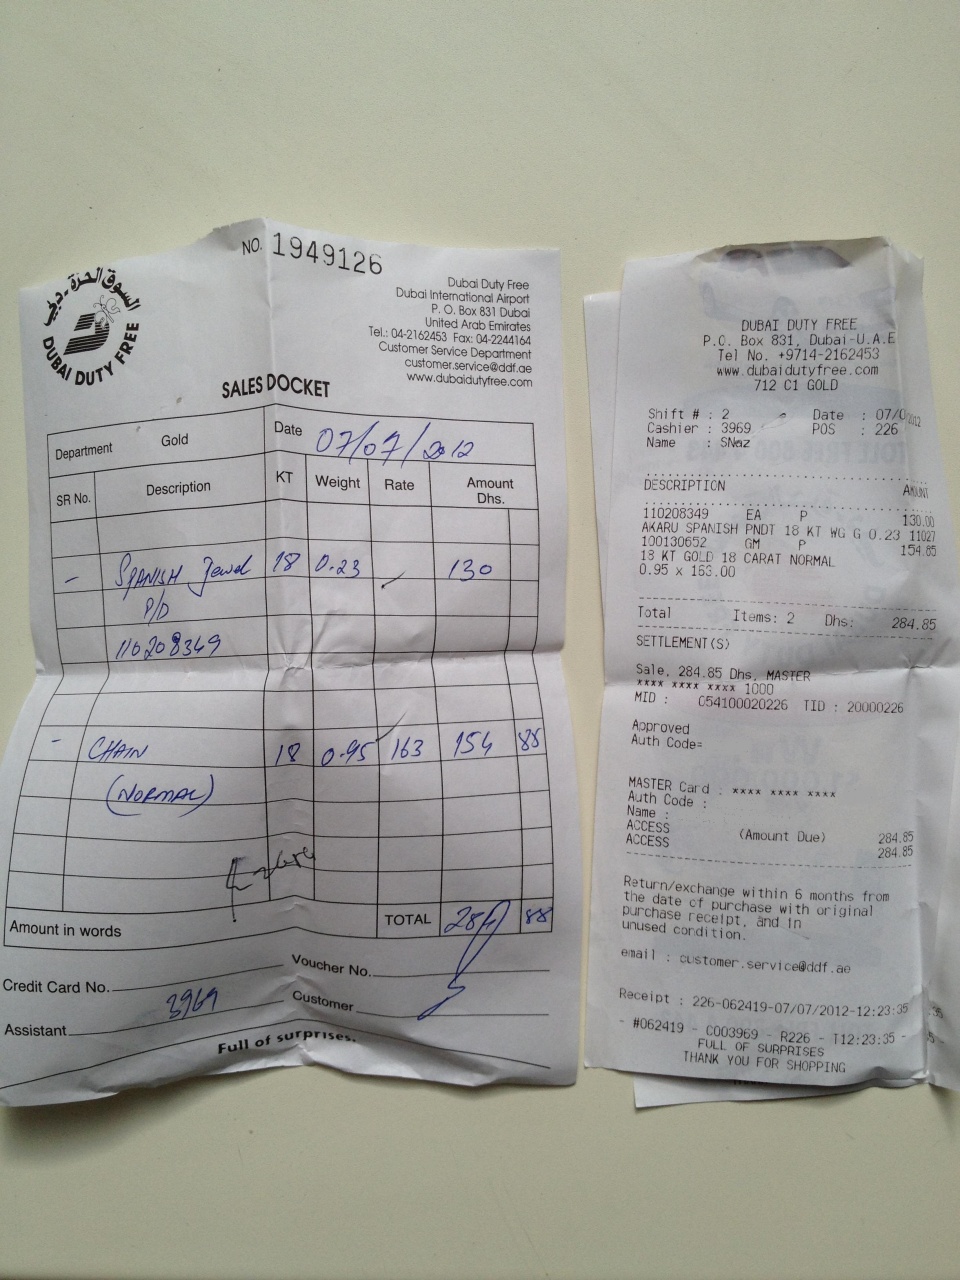 NO. 1949126
السوق الحرة - دبي
DUBAI DUTY FREE
Dubai Duty Free
Dubai International Airport
P. O. Box 831 Dubai
United Arab Emirates
Tel.: 04-2162453 Fax: 04-2244164
Customer Service Department
customer.service@ddf.ae
www.dubaidutyfree.com
SALES DOCKET
Department Gold Date 07/07/2012
SR No. Description KT Weight Rate Amount Dhs.
- SPANISH Jewel 18 0.23 130
P/D
110208349
- CHAIN 18 0.95 163 154 88
(NORMAL)
Amount in words TOTAL 284 88
Credit Card No. Voucher No.
Assistant 3969 Customer
Full of surprises.
DUBAI DUTY FREE
P.O. Box 831, Dubai-U.A.E
Tel No. +9714-2162453
www.dubaidutyfree.com
712 C1 GOLD
Shift # : 2 Date : 07/0 2012
Cashier : 3969 POS : 226
Name : SNaz
DESCRIPTION AMOUNT
110208349 EA P 130.00
AKARU SPANISH PNDT 18 KT WG G 0.23 11027
100130652 GM P 154.85
18 KT GOLD 18 CARAT NORMAL
0.95 x 163.00
Total Items: 2 Dhs: 284.85
SETTLEMENT(S)
Sale, 284.85 Dhs, MASTER
**** **** **** 1000
MID : 054100020226 TID : 20000226
Approved
Auth Code=
MASTER Card : **** **** ****
Auth Code :
Name :
ACCESS (Amount Due) 284.85
ACCESS 284.85
Return/exchange within 6 months from
the date of purchase with original
purchase receipt, and in
unused condition.
email : customer.service@ddf.ae
Receipt : 226-062419-07/07/2012-12:23:35
- #062419 - C003969 - R226 - T12:23:35 -
FULL OF SURPRISES
THANK YOU FOR SHOPPING